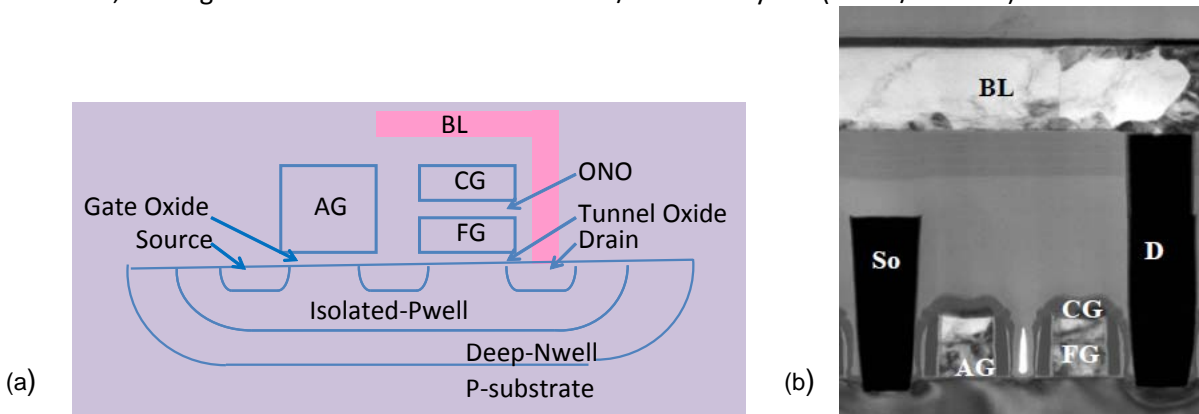 BL
CG
ONO
AG
Gate Oxide
Tunnel Oxide
FG
Source
Drain
Isolated-Pwell
Deep-Nwell
(a)
P-substrate
BL
So
D
CG
AG
FG
(b)